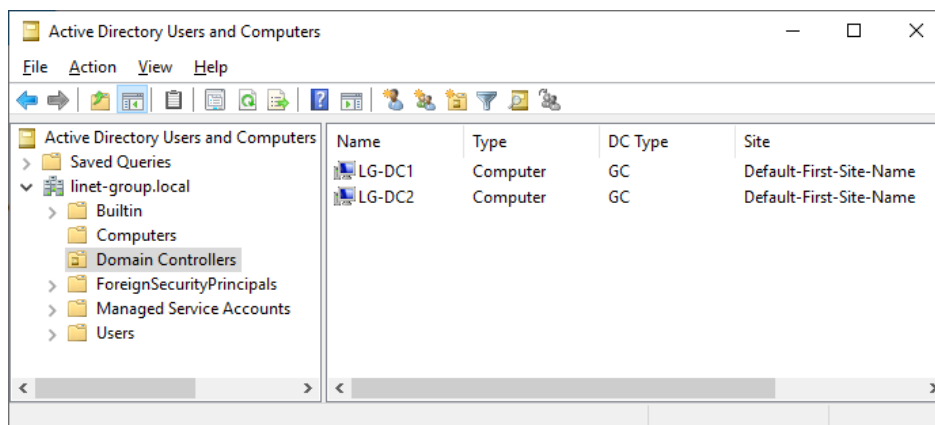 Active Directory Users and Computers
File Action View Help
Active Directory Users and Computers
Saved Queries
linet-group.local
Builtin
Computers
Domain Controllers
ForeignSecurityPrincipals
Managed Service Accounts
Users
Name Type DC Type Site
LG-DC1 Computer GC Default-First-Site-Name
LG-DC2 Computer GC Default-First-Site-Name